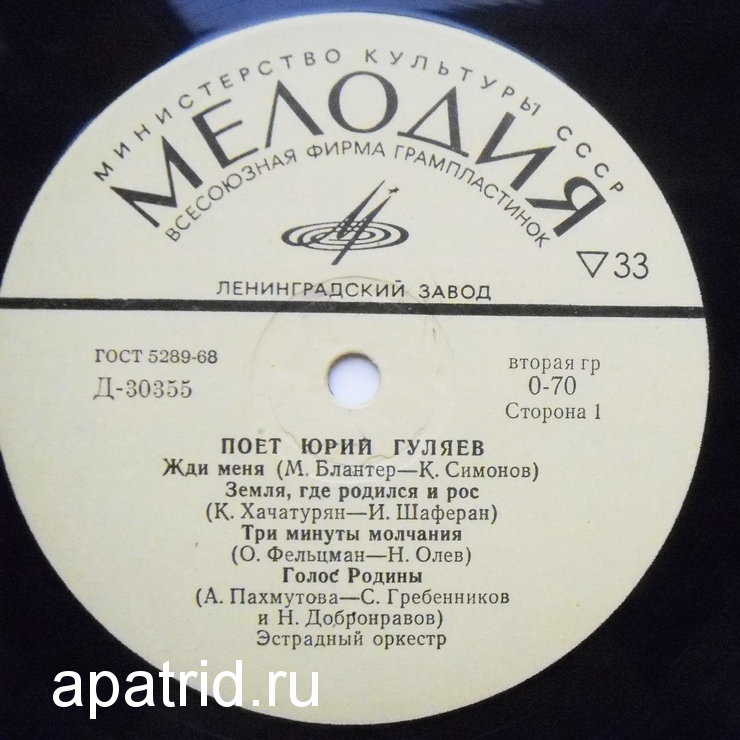 МИНИСТЕРСТВО КУЛЬТУРЫ СССР
МЕЛОДИЯ
ВСЕСОЮЗНАЯ ФИРМА ГРАМПЛАСТИНОК
▽33
ЛЕНИНГРАДСКИЙ ЗАВОД
ГОСТ 5289-68
Д-30355
вторая гр
0-70
Сторона 1
ПОЕТ ЮРИЙ ГУЛЯЕВ
Жди меня (М. Блантер—К. Симонов)
Земля, где родился и рос
(К. Хачатурян—И. Шаферан)
Три минуты молчания
(О. Фельцман—Н. Олев)
Голос Родины
(А. Пахмутова—С. Гребенников
и Н. Добронравов)
Эстрадный оркестр
apatrid.ru